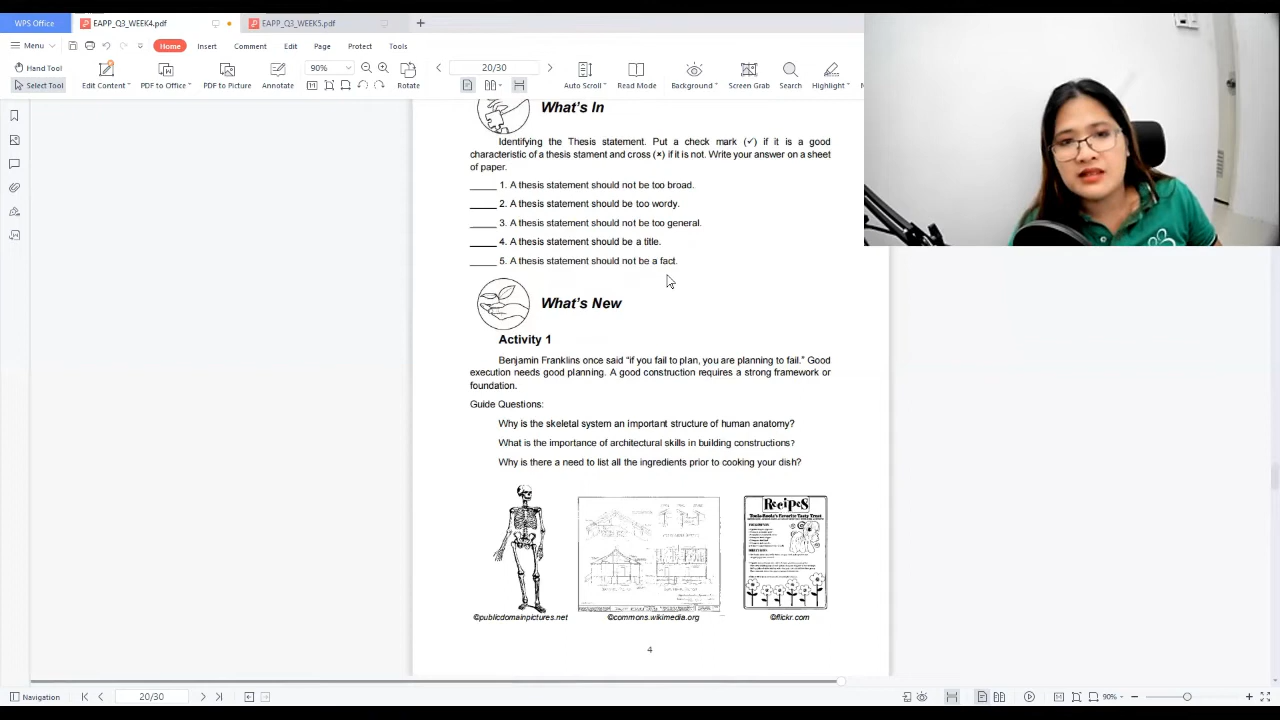 WPS Office
EAPP_Q3_WEEK4.pdf
EAPP_Q3_WEEK5.pdf
Menu
Home
Insert
Comment
Edit
Page
Protect
Tools
Hand Tool
Select Tool
Edit Content
PDF to Office
PDF to Picture
Annotate
90%
Rotate
20/30
Auto Scroll
Read Mode
Background
Screen Grab
Search
Highlight
What's In
Identifying the Thesis statement. Put a check mark (✓) if it is a good
characteristic of a thesis stament and cross (×) if it is not. Write your answer on a sheet
of paper.
_____ 1. A thesis statement should not be too broad.
_____ 2. A thesis statement should be too wordy.
_____ 3. A thesis statement should not be too general.
_____ 4. A thesis statement should be a title.
_____ 5. A thesis statement should not be a fact.
What's New
Activity 1
Benjamin Franklins once said “if you fail to plan, you are planning to fail.” Good
execution needs good planning. A good construction requires a strong framework or
foundation.
Guide Questions:
Why is the skeletal system an important structure of human anatomy?
What is the importance of architectural skills in building constructions?
Why is there a need to list all the ingredients prior to cooking your dish?
Recipes
©publicdomainpictures.net
©commons.wikimedia.org
©flickr.com
4
Navigation
20/30
90%